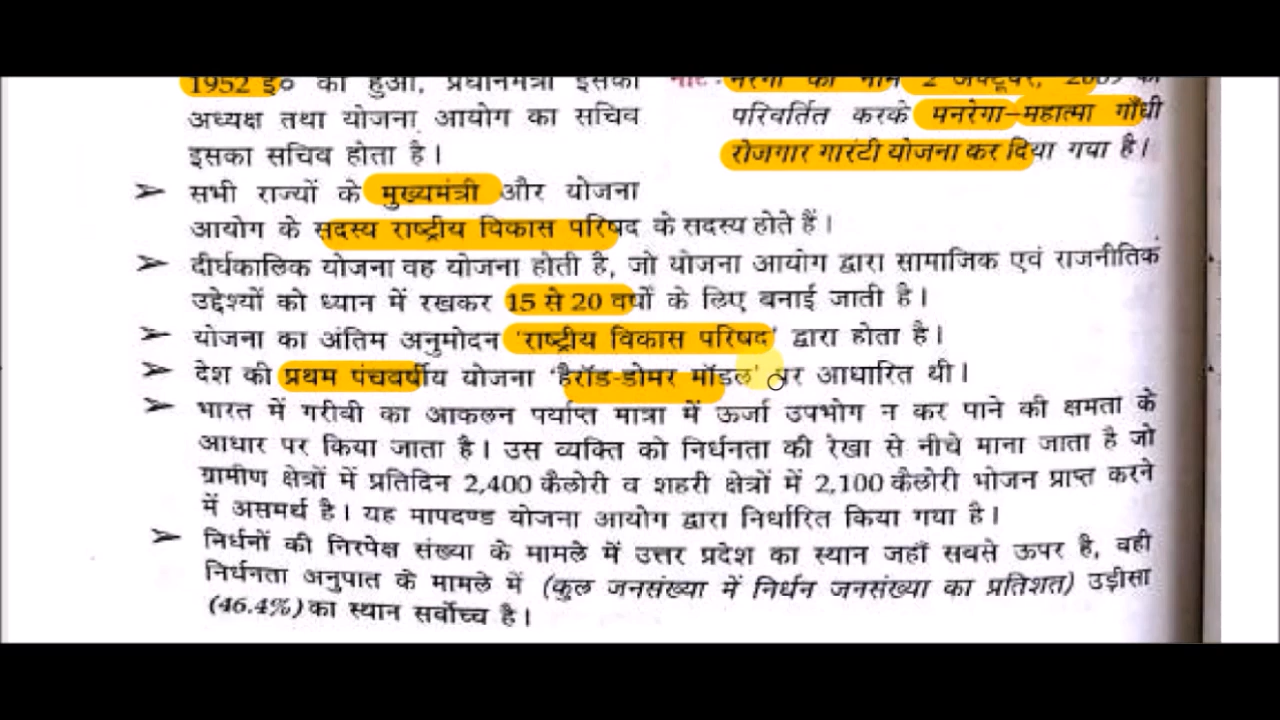 1952 ई० को हुआ, प्रधानमंत्री इसका
अध्यक्ष तथा योजना आयोग का सचिव
इसका सचिव होता है।
नोट : नरेगा का नाम 2 अक्टूबर, 2009 को
परिवर्तित करके मनरेगा–महात्मा गाँधी
रोजगार गारंटी योजना कर दिया गया है।
➢ सभी राज्यों के मुख्यमंत्री और योजना
आयोग के सदस्य राष्ट्रीय विकास परिषद के सदस्य होते हैं।
➢ दीर्घकालिक योजना वह योजना होती है, जो योजना आयोग द्वारा सामाजिक एवं राजनीतिक
उद्देश्यों को ध्यान में रखकर 15 से 20 वर्षों के लिए बनाई जाती है।
➢ योजना का अंतिम अनुमोदन 'राष्ट्रीय विकास परिषद' द्वारा होता है।
➢ देश की प्रथम पंचवर्षीय योजना 'हैरॉड-डोमर मॉडल' पर आधारित थी।
➢ भारत में गरीबी का आकलन पर्याप्त मात्रा में ऊर्जा उपभोग न कर पाने की क्षमता के
आधार पर किया जाता है। उस व्यक्ति को निर्धनता की रेखा से नीचे माना जाता है जो
ग्रामीण क्षेत्रों में प्रतिदिन 2,400 कैलोरी व शहरी क्षेत्रों में 2,100 कैलोरी भोजन प्राप्त करने
में असमर्थ है। यह मापदण्ड योजना आयोग द्वारा निर्धारित किया गया है।
➢ निर्धनों की निरपेक्ष संख्या के मामले में उत्तर प्रदेश का स्थान जहाँ सबसे ऊपर है, वही
निर्धनता अनुपात के मामले में (कुल जनसंख्या में निर्धन जनसंख्या का प्रतिशत) उड़ीसा
(46.4%) का स्थान सर्वोच्च है।